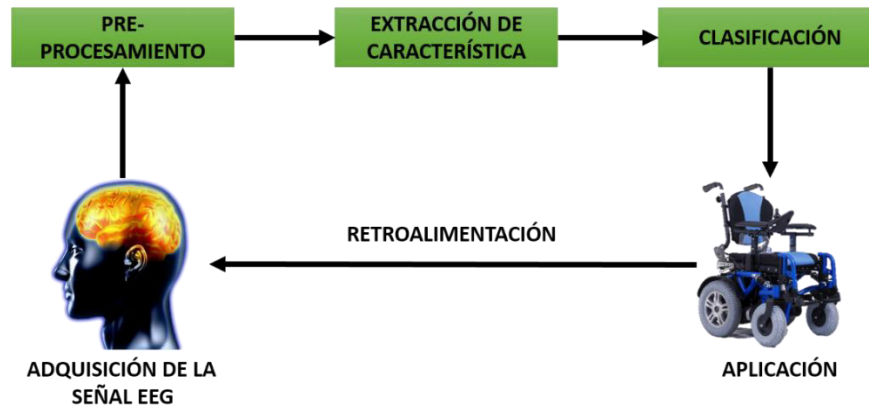 PRE-
PROCESAMIENTO
EXTRACCIÓN DE
CARACTERÍSTICA
CLASIFICACIÓN
RETROALIMENTACIÓN
ADQUISICIÓN DE LA
SEÑAL EEG
APLICACIÓN